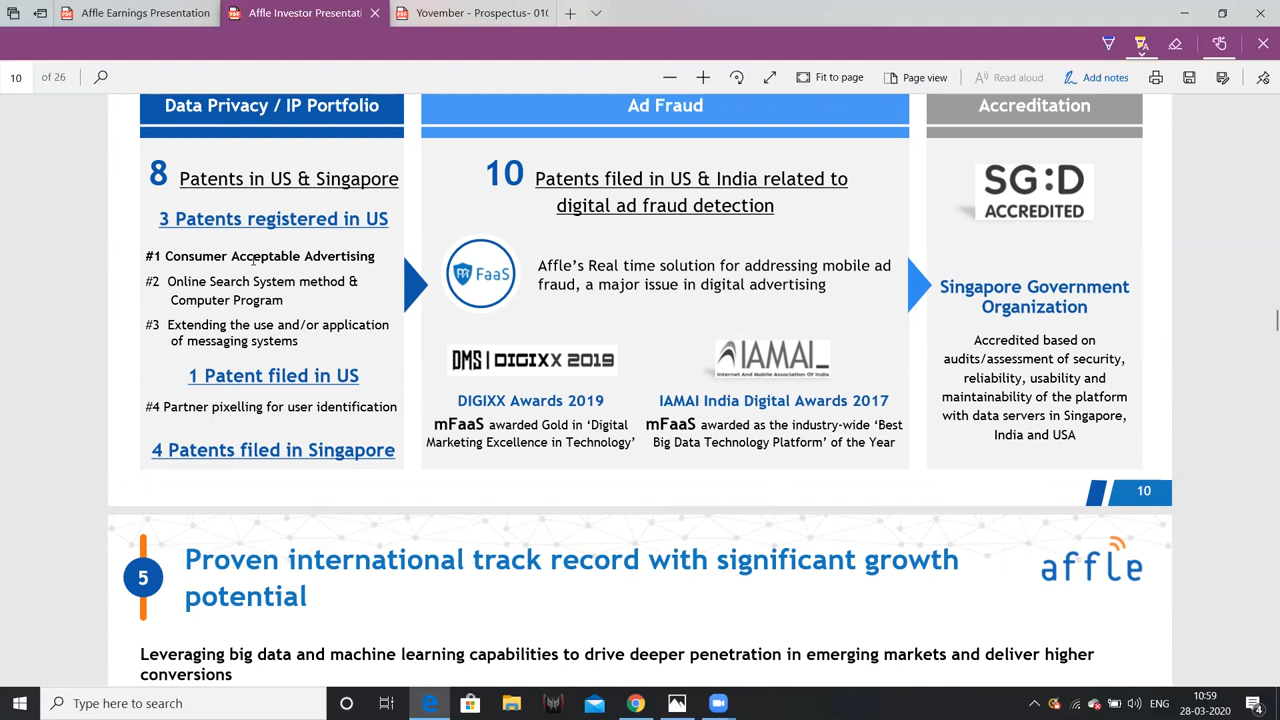 Affle Earnings Presentation
Affle Investor Presentati
Yovember - Prospectus- 010
10 of 26
Fit to page
Page view
Read aloud
Add notes
Data Privacy / IP Portfolio
8 Patents in US & Singapore
3 Patents registered in US
#1 Consumer Acceptable Advertising
#2 Online Search System method &
Computer Program
#3 Extending the use and/or application
of messaging systems
1 Patent filed in US
#4 Partner pixelling for user identification
4 Patents filed in Singapore
Ad Fraud
10 Patents filed in US & India related to
digital ad fraud detection
m FaaS
Affle's Real time solution for addressing mobile ad
fraud, a major issue in digital advertising
DMS | DIGIXX 2019
DIGIXX Awards 2019
mFaaS awarded Gold in 'Digital
Marketing Excellence in Technology'
IAMAI
Internet And Mobile Association Of India
IAMAI India Digital Awards 2017
mFaaS awarded as the industry-wide 'Best
Big Data Technology Platform' of the Year
Accreditation
SG:D
ACCREDITED
Singapore Government
Organization
Accredited based on
audits/assessment of security,
reliability, usability and
maintainability of the platform
with data servers in Singapore,
India and USA
10
5
Proven international track record with significant growth
potential
affle
Leveraging big data and machine learning capabilities to drive deeper penetration in emerging markets and deliver higher
conversions
Type here to search
ENG
10:59
28-03-2020
4